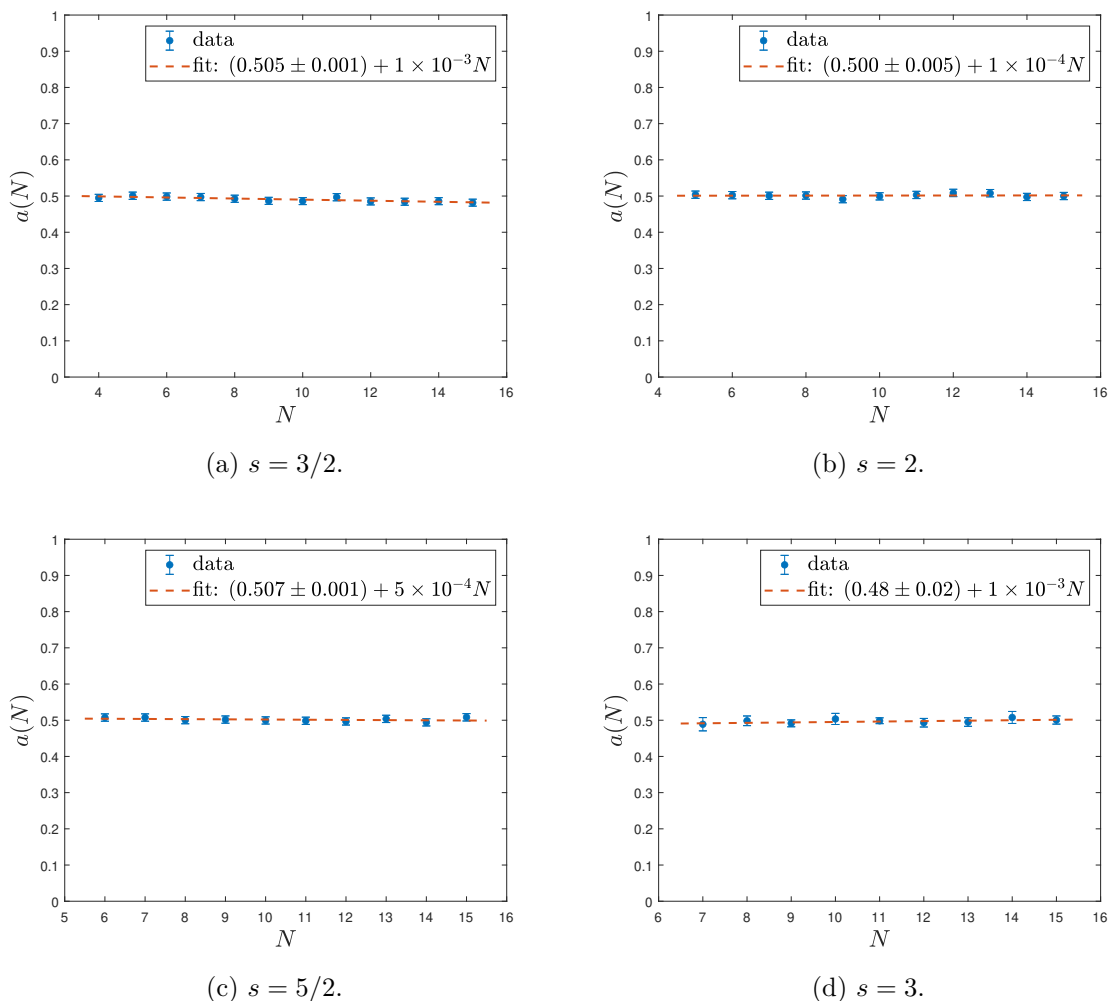 1
0.9
0.8
0.7
0.6
0.5
0.4
0.3
0.2
0.1
0
a(N)
data
fit: (0.505 ± 0.001) + 1 × 10⁻³N
4 6 8 10 12 14 16
N
(a) s = 3/2.
1
0.9
0.8
0.7
0.6
0.5
0.4
0.3
0.2
0.1
0
a(N)
data
fit: (0.500 ± 0.005) + 1 × 10⁻⁴N
4 6 8 10 12 14 16
N
(b) s = 2.
1
0.9
0.8
0.7
0.6
0.5
0.4
0.3
0.2
0.1
0
a(N)
data
fit: (0.507 ± 0.001) + 5 × 10⁻⁴N
5 6 7 8 9 10 11 12 13 14 15 16
N
(c) s = 5/2.
1
0.9
0.8
0.7
0.6
0.5
0.4
0.3
0.2
0.1
0
a(N)
data
fit: (0.48 ± 0.02) + 1 × 10⁻³N
6 7 8 9 10 11 12 13 14 15 16
N
(d) s = 3.